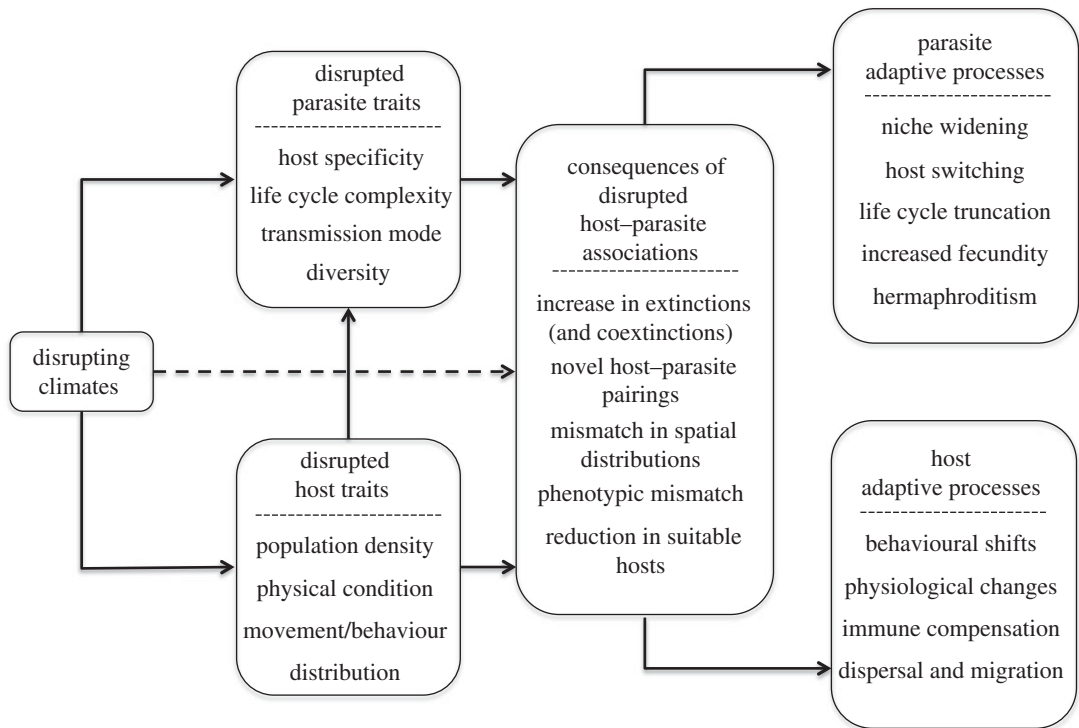 disrupting
climates
disrupted
parasite traits
host specificity
life cycle complexity
transmission mode
diversity
disrupted
host traits
population density
physical condition
movement/behaviour
distribution
consequences of
disrupted
host–parasite
associations
increase in extinctions
(and coextinctions)
novel host–parasite
pairings
mismatch in spatial
distributions
phenotypic mismatch
reduction in suitable
hosts
parasite
adaptive processes
niche widening
host switching
life cycle truncation
increased fecundity
hermaphroditism
host
adaptive processes
behavioural shifts
physiological changes
immune compensation
dispersal and migration